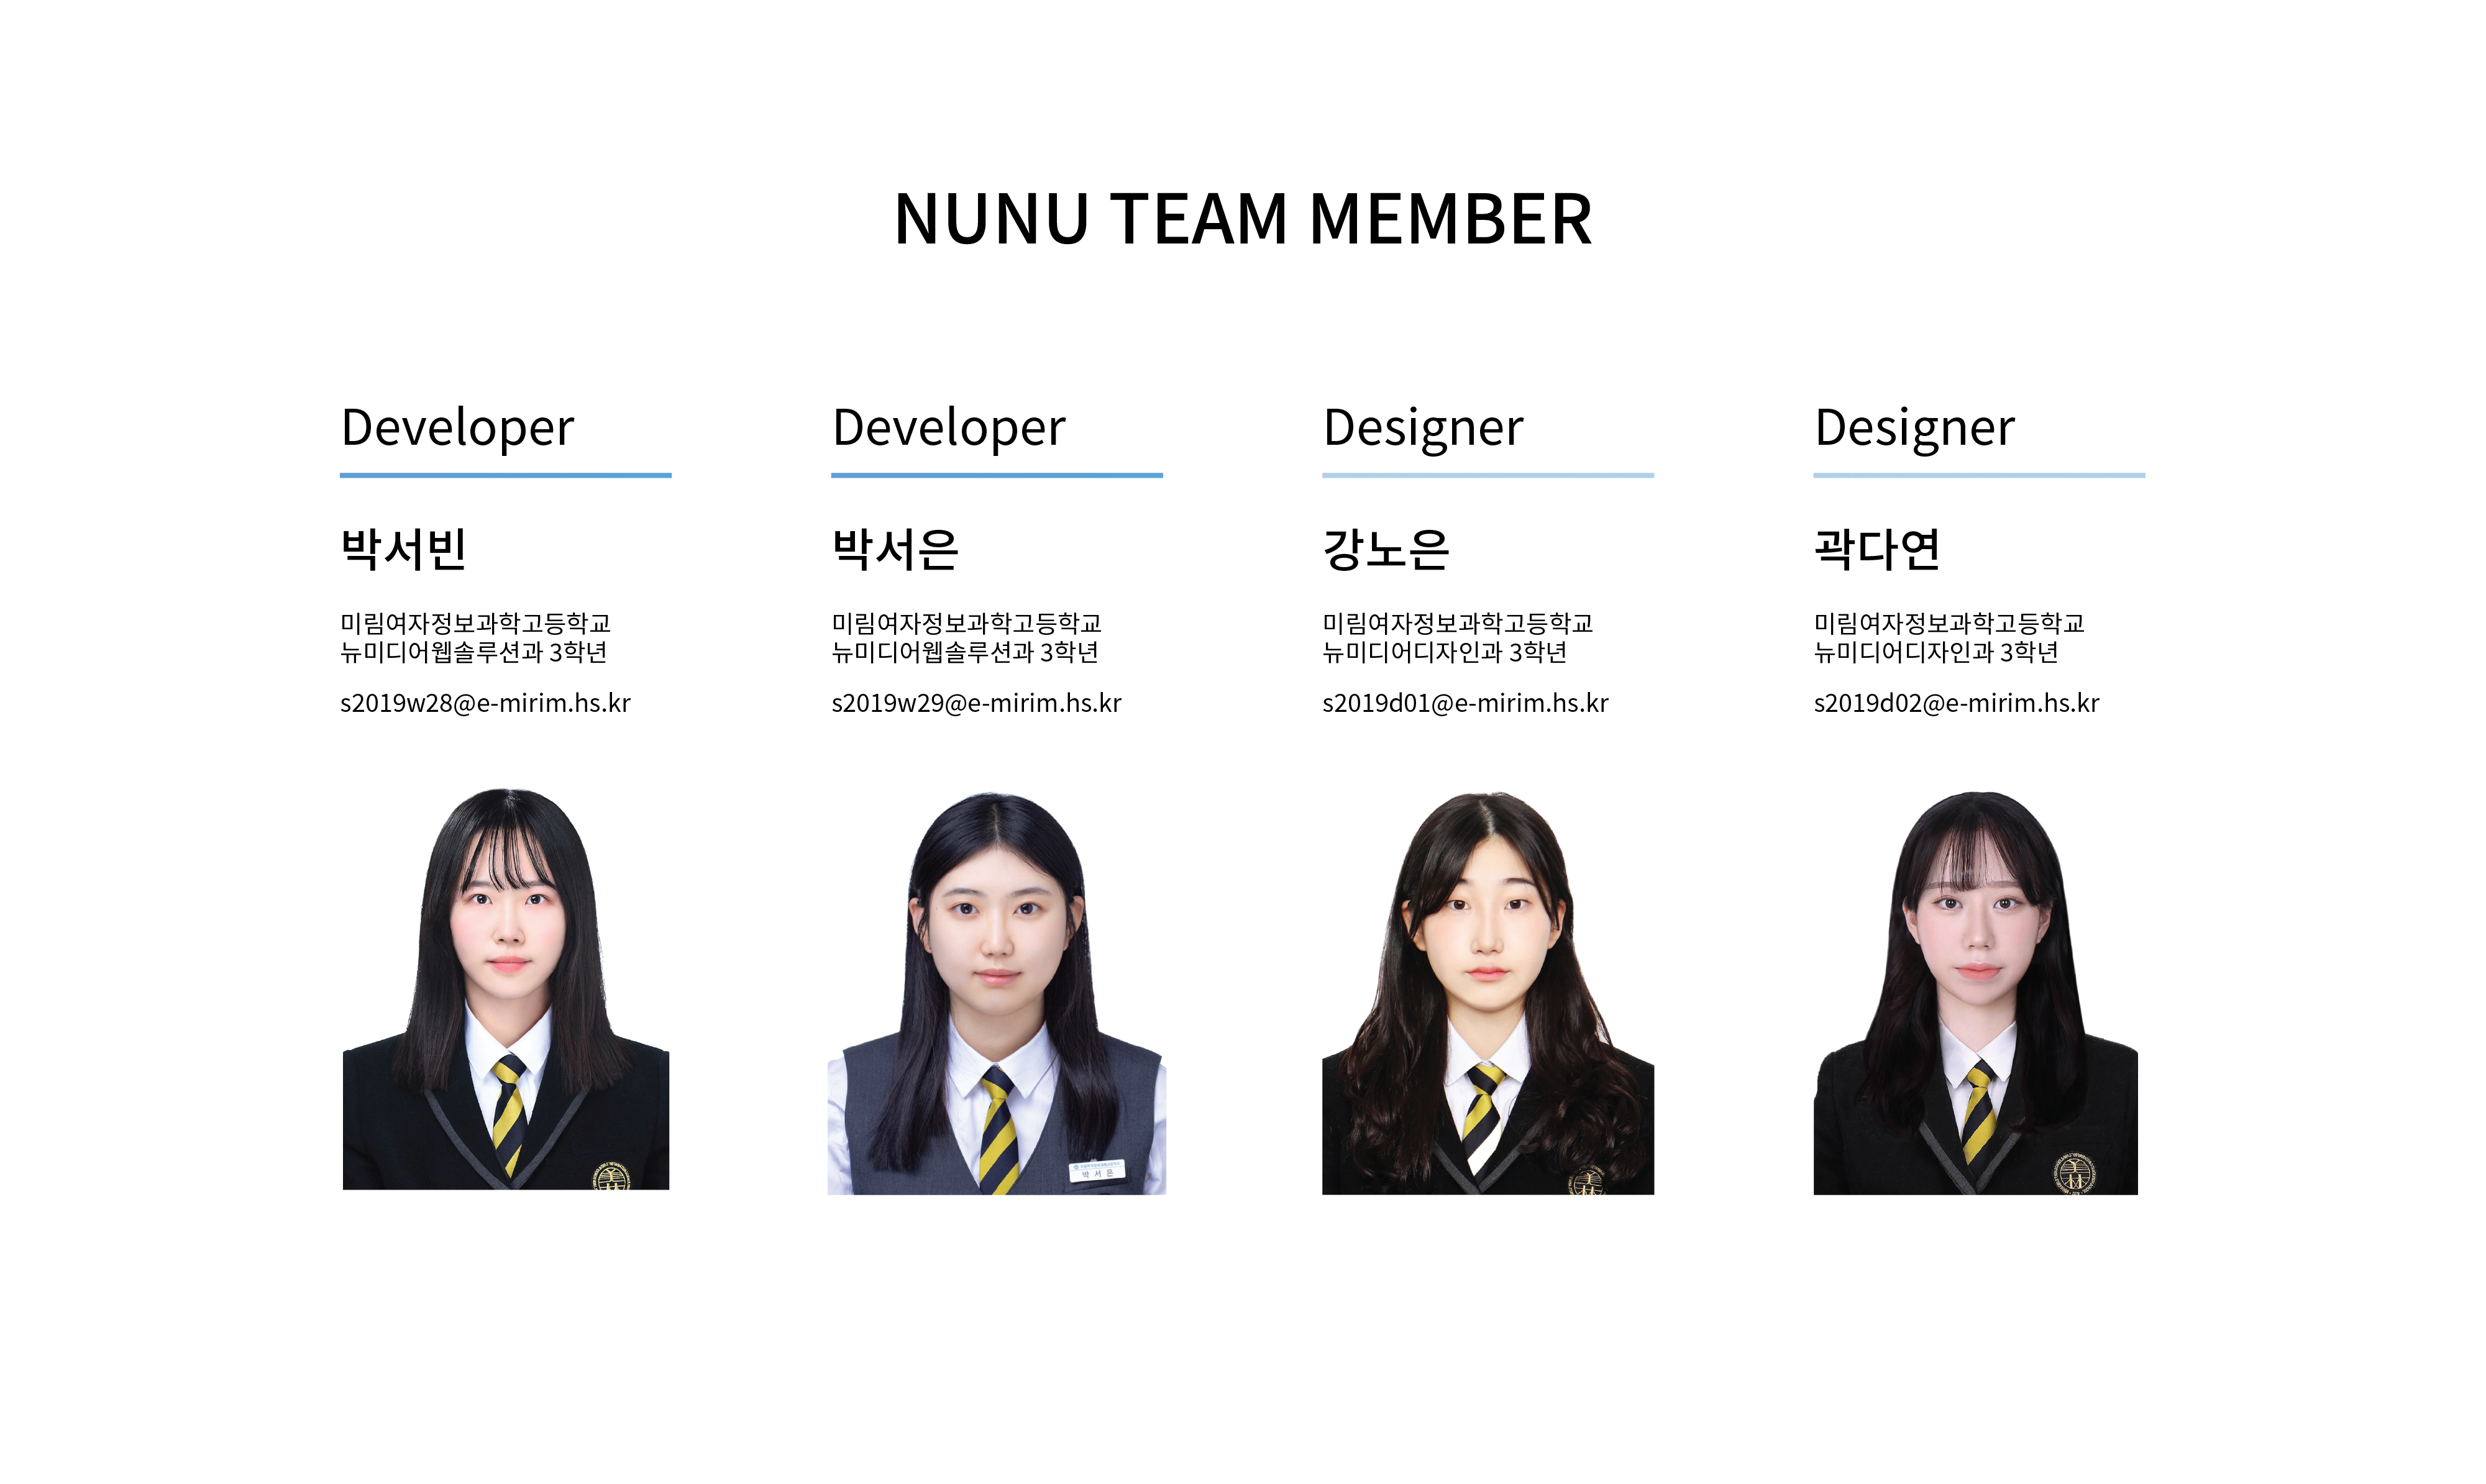 NUNU TEAM MEMBER
Developer
박서빈
미림여자정보과학고등학교
뉴미디어웹솔루션과 3학년
s2019w28@e-mirim.hs.kr
Developer
박서은
미림여자정보과학고등학교
뉴미디어웹솔루션과 3학년
s2019w29@e-mirim.hs.kr
박서은
Designer
강노은
미림여자정보과학고등학교
뉴미디어디자인과 3학년
s2019d01@e-mirim.hs.kr
Designer
곽다연
미림여자정보과학고등학교
뉴미디어디자인과 3학년
s2019d02@e-mirim.hs.kr